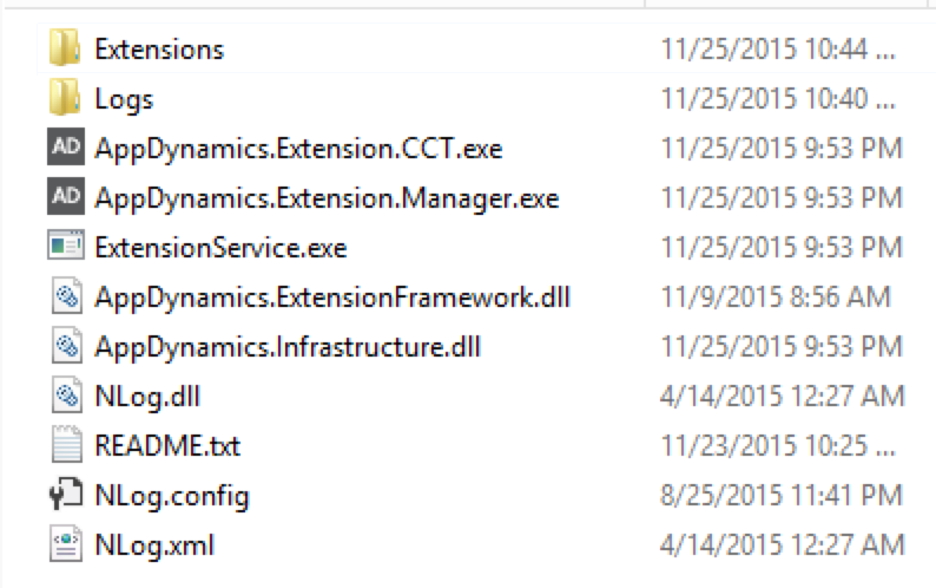 Extensions 11/25/2015 10:44 ...
Logs 11/25/2015 10:40 ...
AD AppDynamics.Extension.CCT.exe 11/25/2015 9:53 PM
AD AppDynamics.Extension.Manager.exe 11/25/2015 9:53 PM
ExtensionService.exe 11/25/2015 9:53 PM
AppDynamics.ExtensionFramework.dll 11/9/2015 8:56 AM
AppDynamics.Infrastructure.dll 11/25/2015 9:53 PM
NLog.dll 4/14/2015 12:27 AM
README.txt 11/23/2015 10:25 ...
NLog.config 8/25/2015 11:41 PM
NLog.xml 4/14/2015 12:27 AM